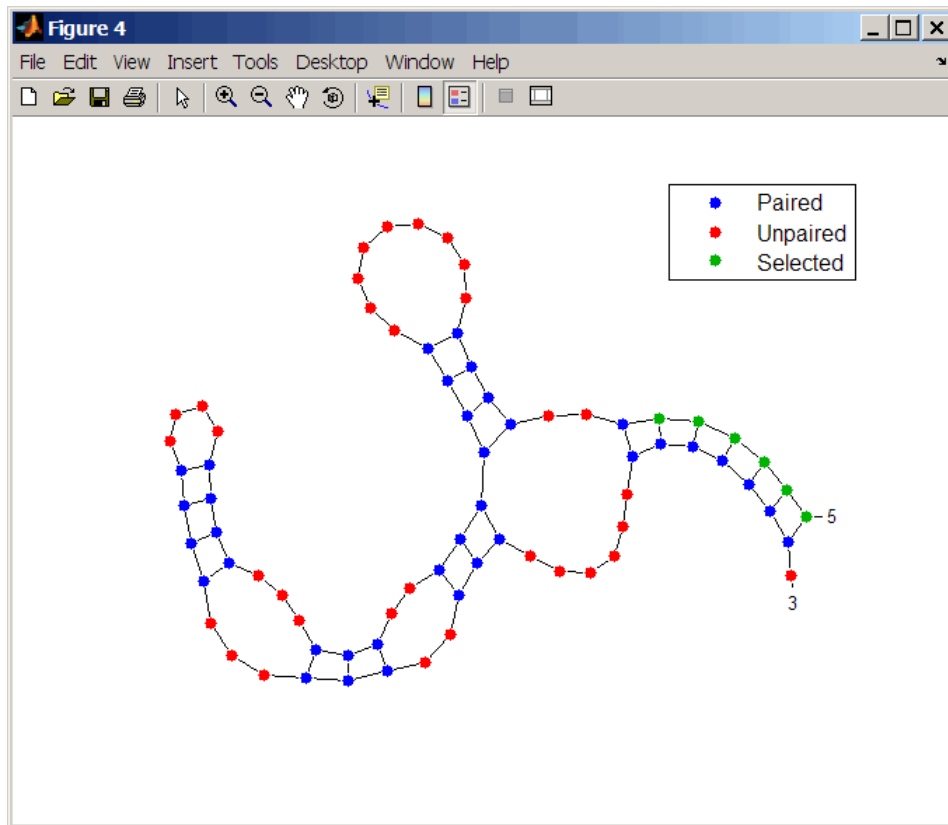 Figure 4
File Edit View Insert Tools Desktop Window Help
Paired
Unpaired
Selected
5
3